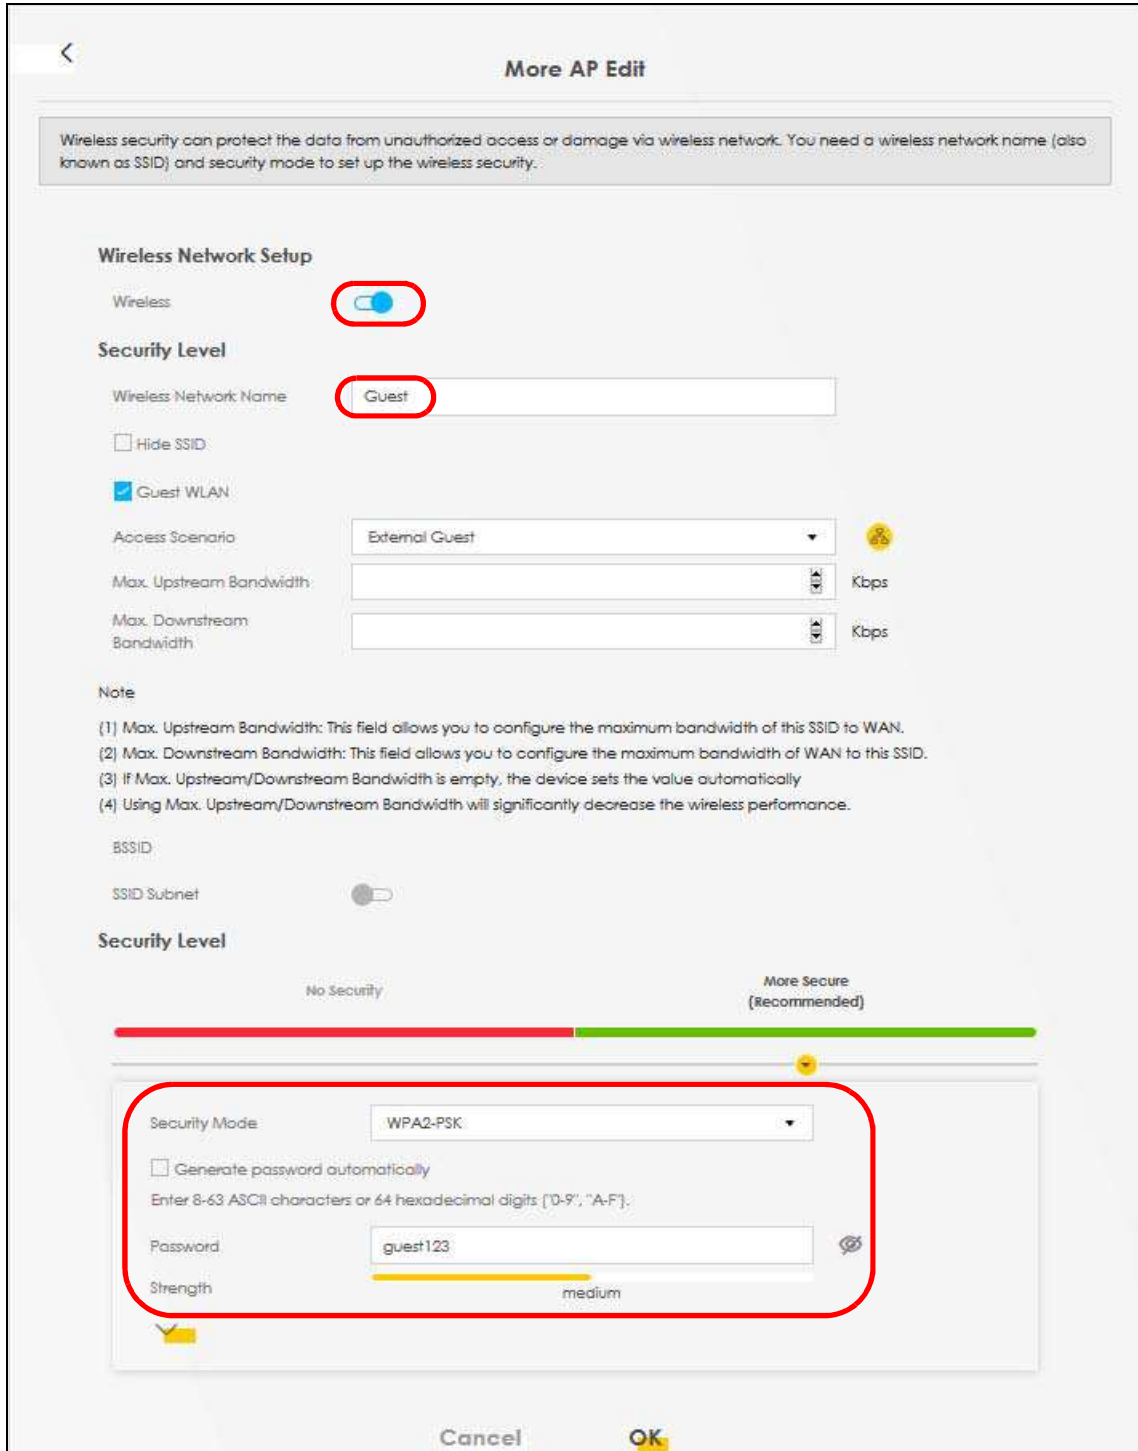 More AP Edit
Wireless security can protect the data from unauthorized access or damage via wireless network. You need a wireless network name (also
known as SSID) and security mode to set up the wireless security.
Wireless Network Setup
Wireless
Security Level
Wireless Network Name Guest
Hide SSID
Guest WLAN
Access Scenario External Guest
Max. Upstream Bandwidth Kbps
Max. Downstream
Bandwidth Kbps
Note
(1) Max. Upstream Bandwidth: This field allows you to configure the maximum bandwidth of this SSID to WAN.
(2) Max. Downstream Bandwidth: This field allows you to configure the maximum bandwidth of WAN to this SSID.
(3) If Max. Upstream/Downstream Bandwidth is empty, the device sets the value automatically
(4) Using Max. Upstream/Downstream Bandwidth will significantly decrease the wireless performance.
BSSID
SSID Subnet
Security Level
No Security
More Secure
(Recommended)
Security Mode WPA2-PSK
Generate password automatically
Enter 8-63 ASCII characters or 64 hexadecimal digits ("0-9", "A-F").
Password guest123
Strength
medium
Cancel OK